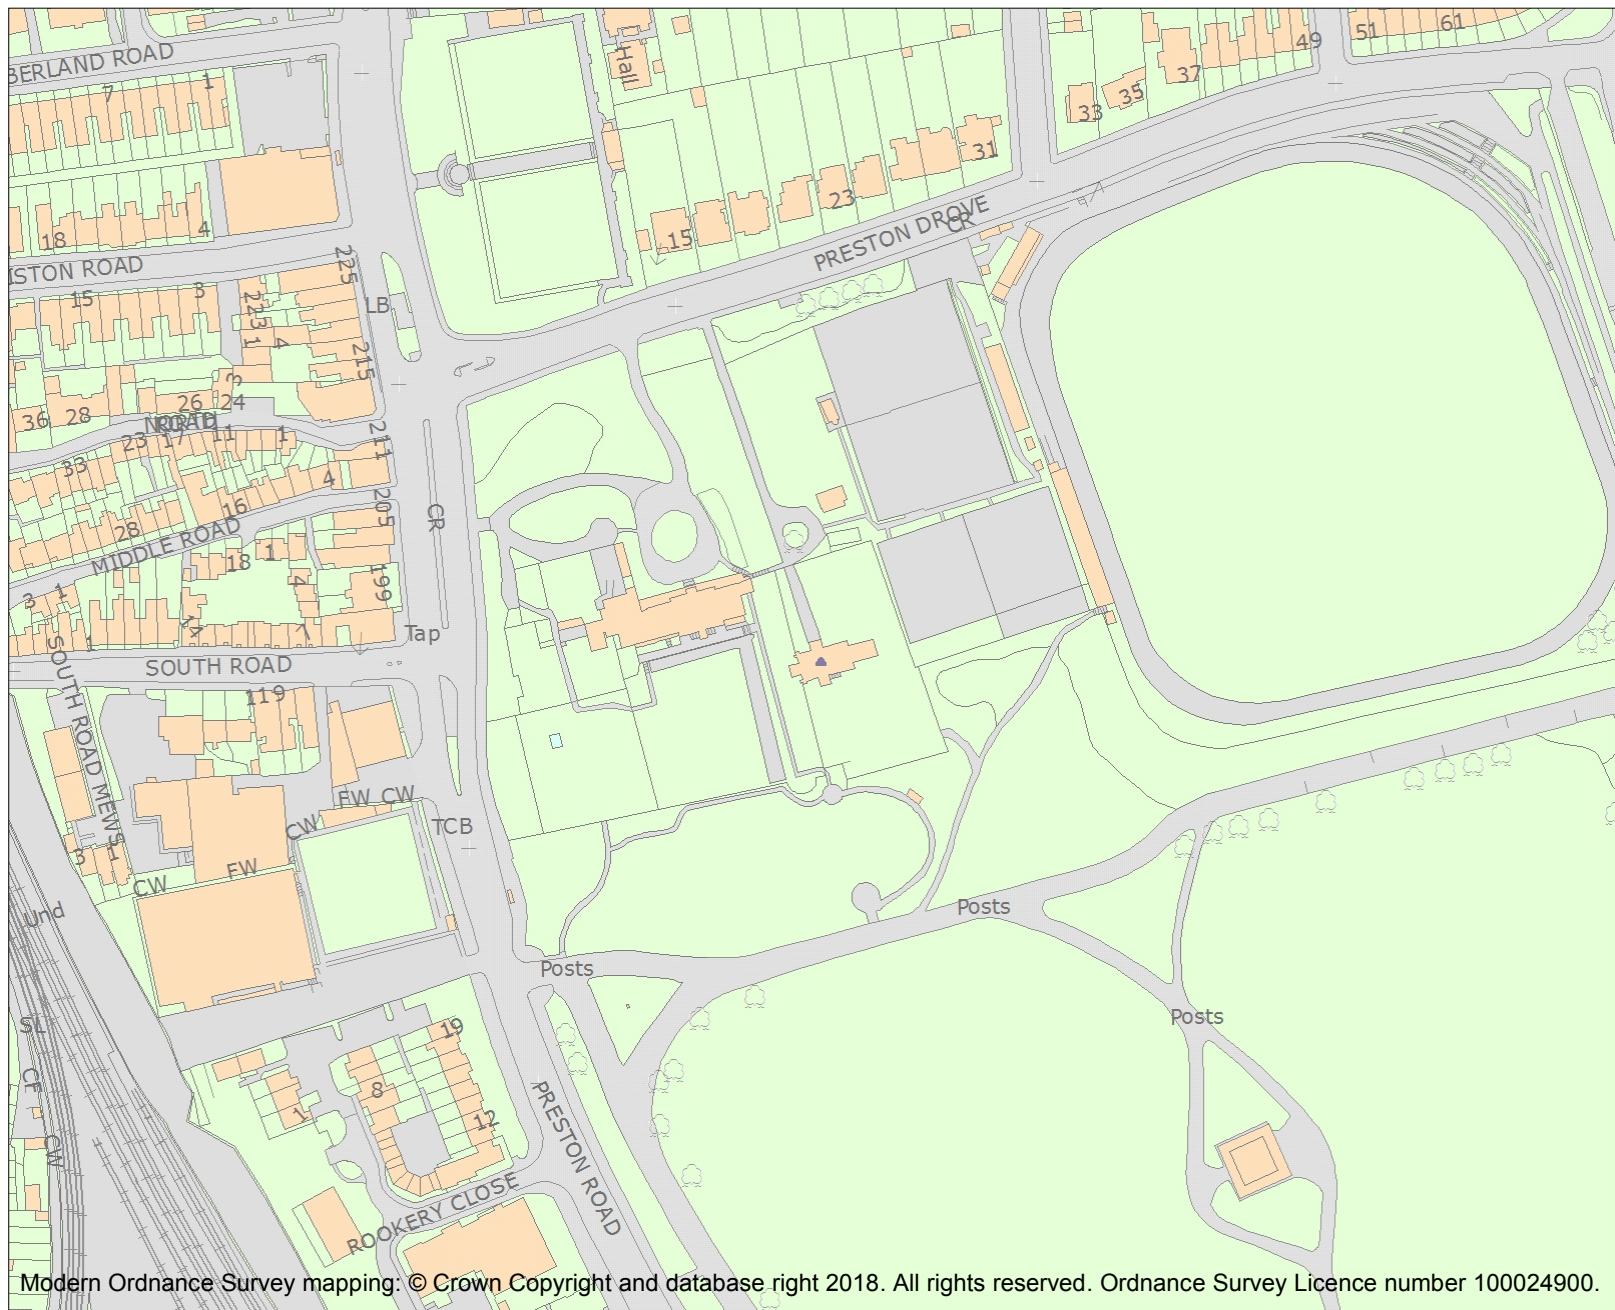 BERLAND ROAD
7
1
Hall
49
51
61
37
35
33
31
23
15
PRESTON DROVE
CR
18
4
ISTON ROAD
15
3
225
223
1
4
LB
215
3
26
24
36
28
NORTH
ROAD
23
17
11
1
211
33
4
16
28
MIDDLE ROAD
205
CR
18
1
4
199
3
1
14
7
1
Tap
SOUTH ROAD
SOUTH ROAD MEWS
11
9
FW
CW
CW
TCB
3
1
CW
FW
Und
Posts
Posts
Posts
SL
CF
CW
19
8
1
12
PRESTON ROAD
ROOKERY CLOSE
Modern Ordnance Survey mapping: © Crown Copyright and database right 2018. All rights reserved. Ordnance Survey Licence number 100024900.